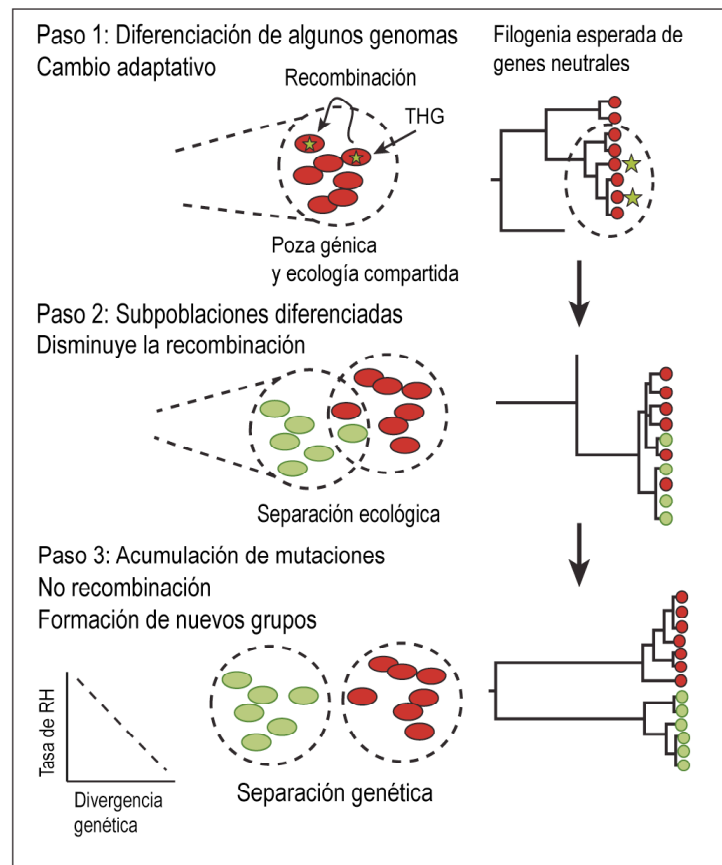 Paso 1: Diferenciación de algunos genomas
Cambio adaptativo
Filogenia esperada de
genes neutrales
Recombinación
THG
Poza génica
y ecología compartida
Paso 2: Subpoblaciones diferenciadas
Disminuye la recombinación
Separación ecológica
Paso 3: Acumulación de mutaciones
No recombinación
Formación de nuevos grupos
Tasa de RH
Divergencia
genética
Separación genética